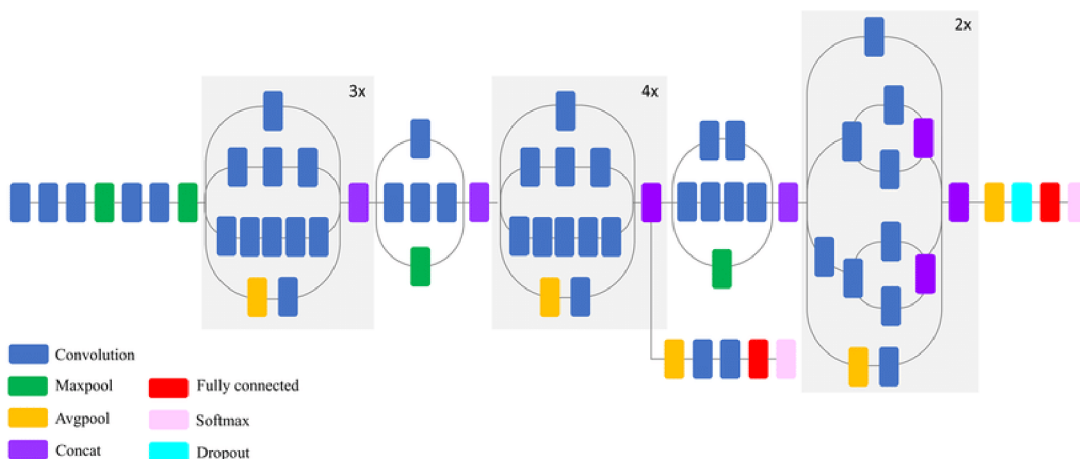 2x
3x
4x
Convolution
Maxpool
Fully connected
Avgpool
Softmax
Concat
Dropout